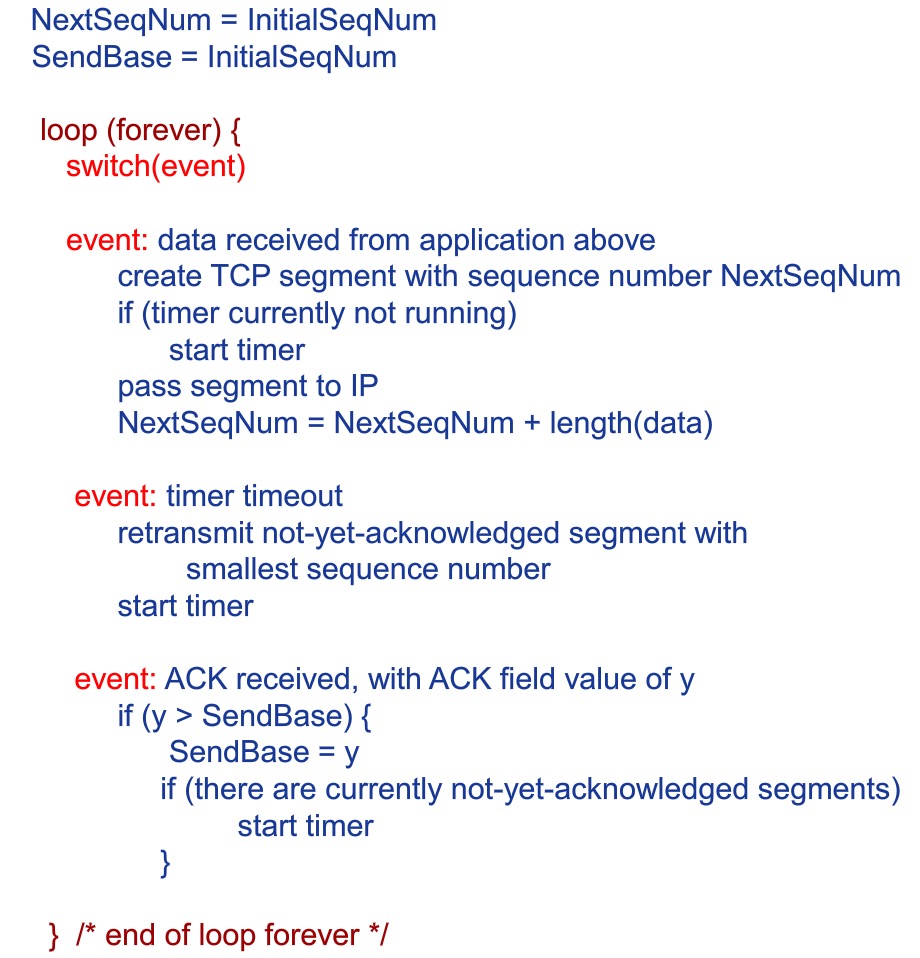 NextSeqNum = InitialSeqNum
SendBase = InitialSeqNum
loop (forever) {
switch(event)
event: data received from application above
create TCP segment with sequence number NextSeqNum
if (timer currently not running)
start timer
pass segment to IP
NextSeqNum = NextSeqNum + length(data)
event: timer timeout
retransmit not-yet-acknowledged segment with
smallest sequence number
start timer
event: ACK received, with ACK field value of y
if (y > SendBase) {
SendBase = y
if (there are currently not-yet-acknowledged segments)
start timer
}
} /* end of loop forever */